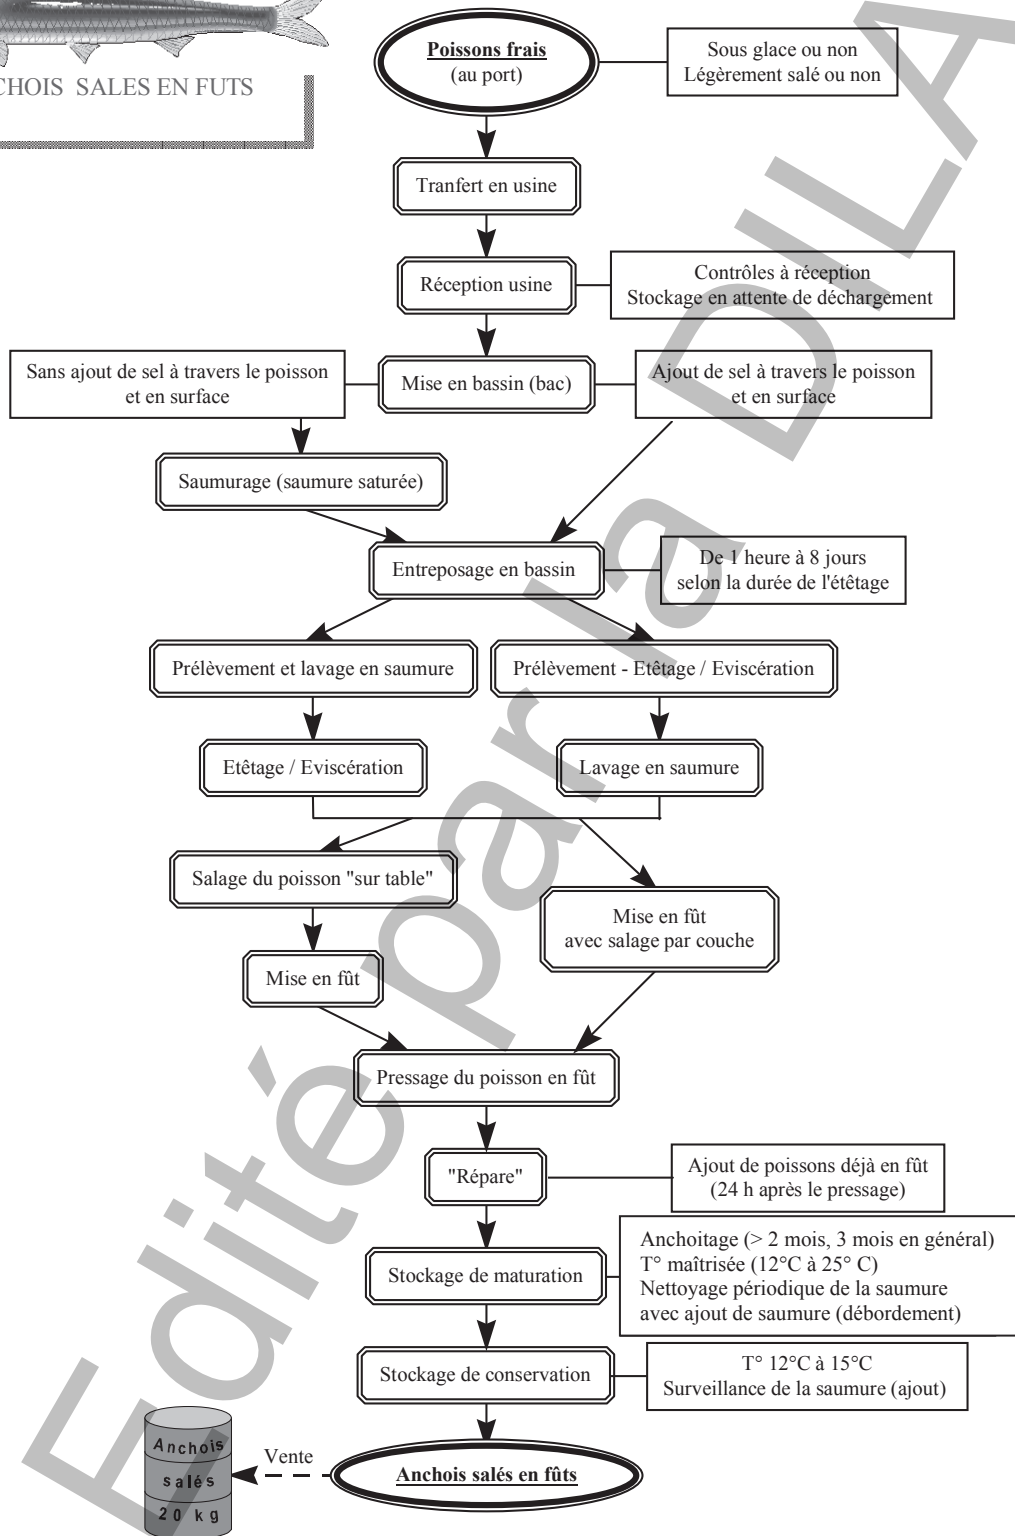 CHOIS SALES EN FUTS
Poissons frais
(au port)
Sous glace ou non
Légèrement salé ou non
Tranfert en usine
Réception usine
Contrôles à réception
Stockage en attente de déchargement
Sans ajout de sel à travers le poisson
et en surface
Mise en bassin (bac)
Ajout de sel à travers le poisson
et en surface
Saumurage (saumure saturée)
Entreposage en bassin
De 1 heure à 8 jours
selon la durée de l'étêtage
Prélèvement et lavage en saumure
Prélèvement - Etêtage / Eviscération
Etêtage / Eviscération
Lavage en saumure
Salage du poisson "sur table"
Mise en fût
avec salage par couche
Mise en fût
Pressage du poisson en fût
"Répare"
Ajout de poissons déjà en fût
(24 h après le pressage)
Stockage de maturation
Anchoitage (> 2 mois, 3 mois en général)
T° maîtrisée (12°C à 25° C)
Nettoyage périodique de la saumure
avec ajout de saumure (débordement)
Stockage de conservation
T° 12°C à 15°C
Surveillance de la saumure (ajout)
Anchois salés en fûts
Vente
Anchois
salés
20 kg
Edité par la DILA